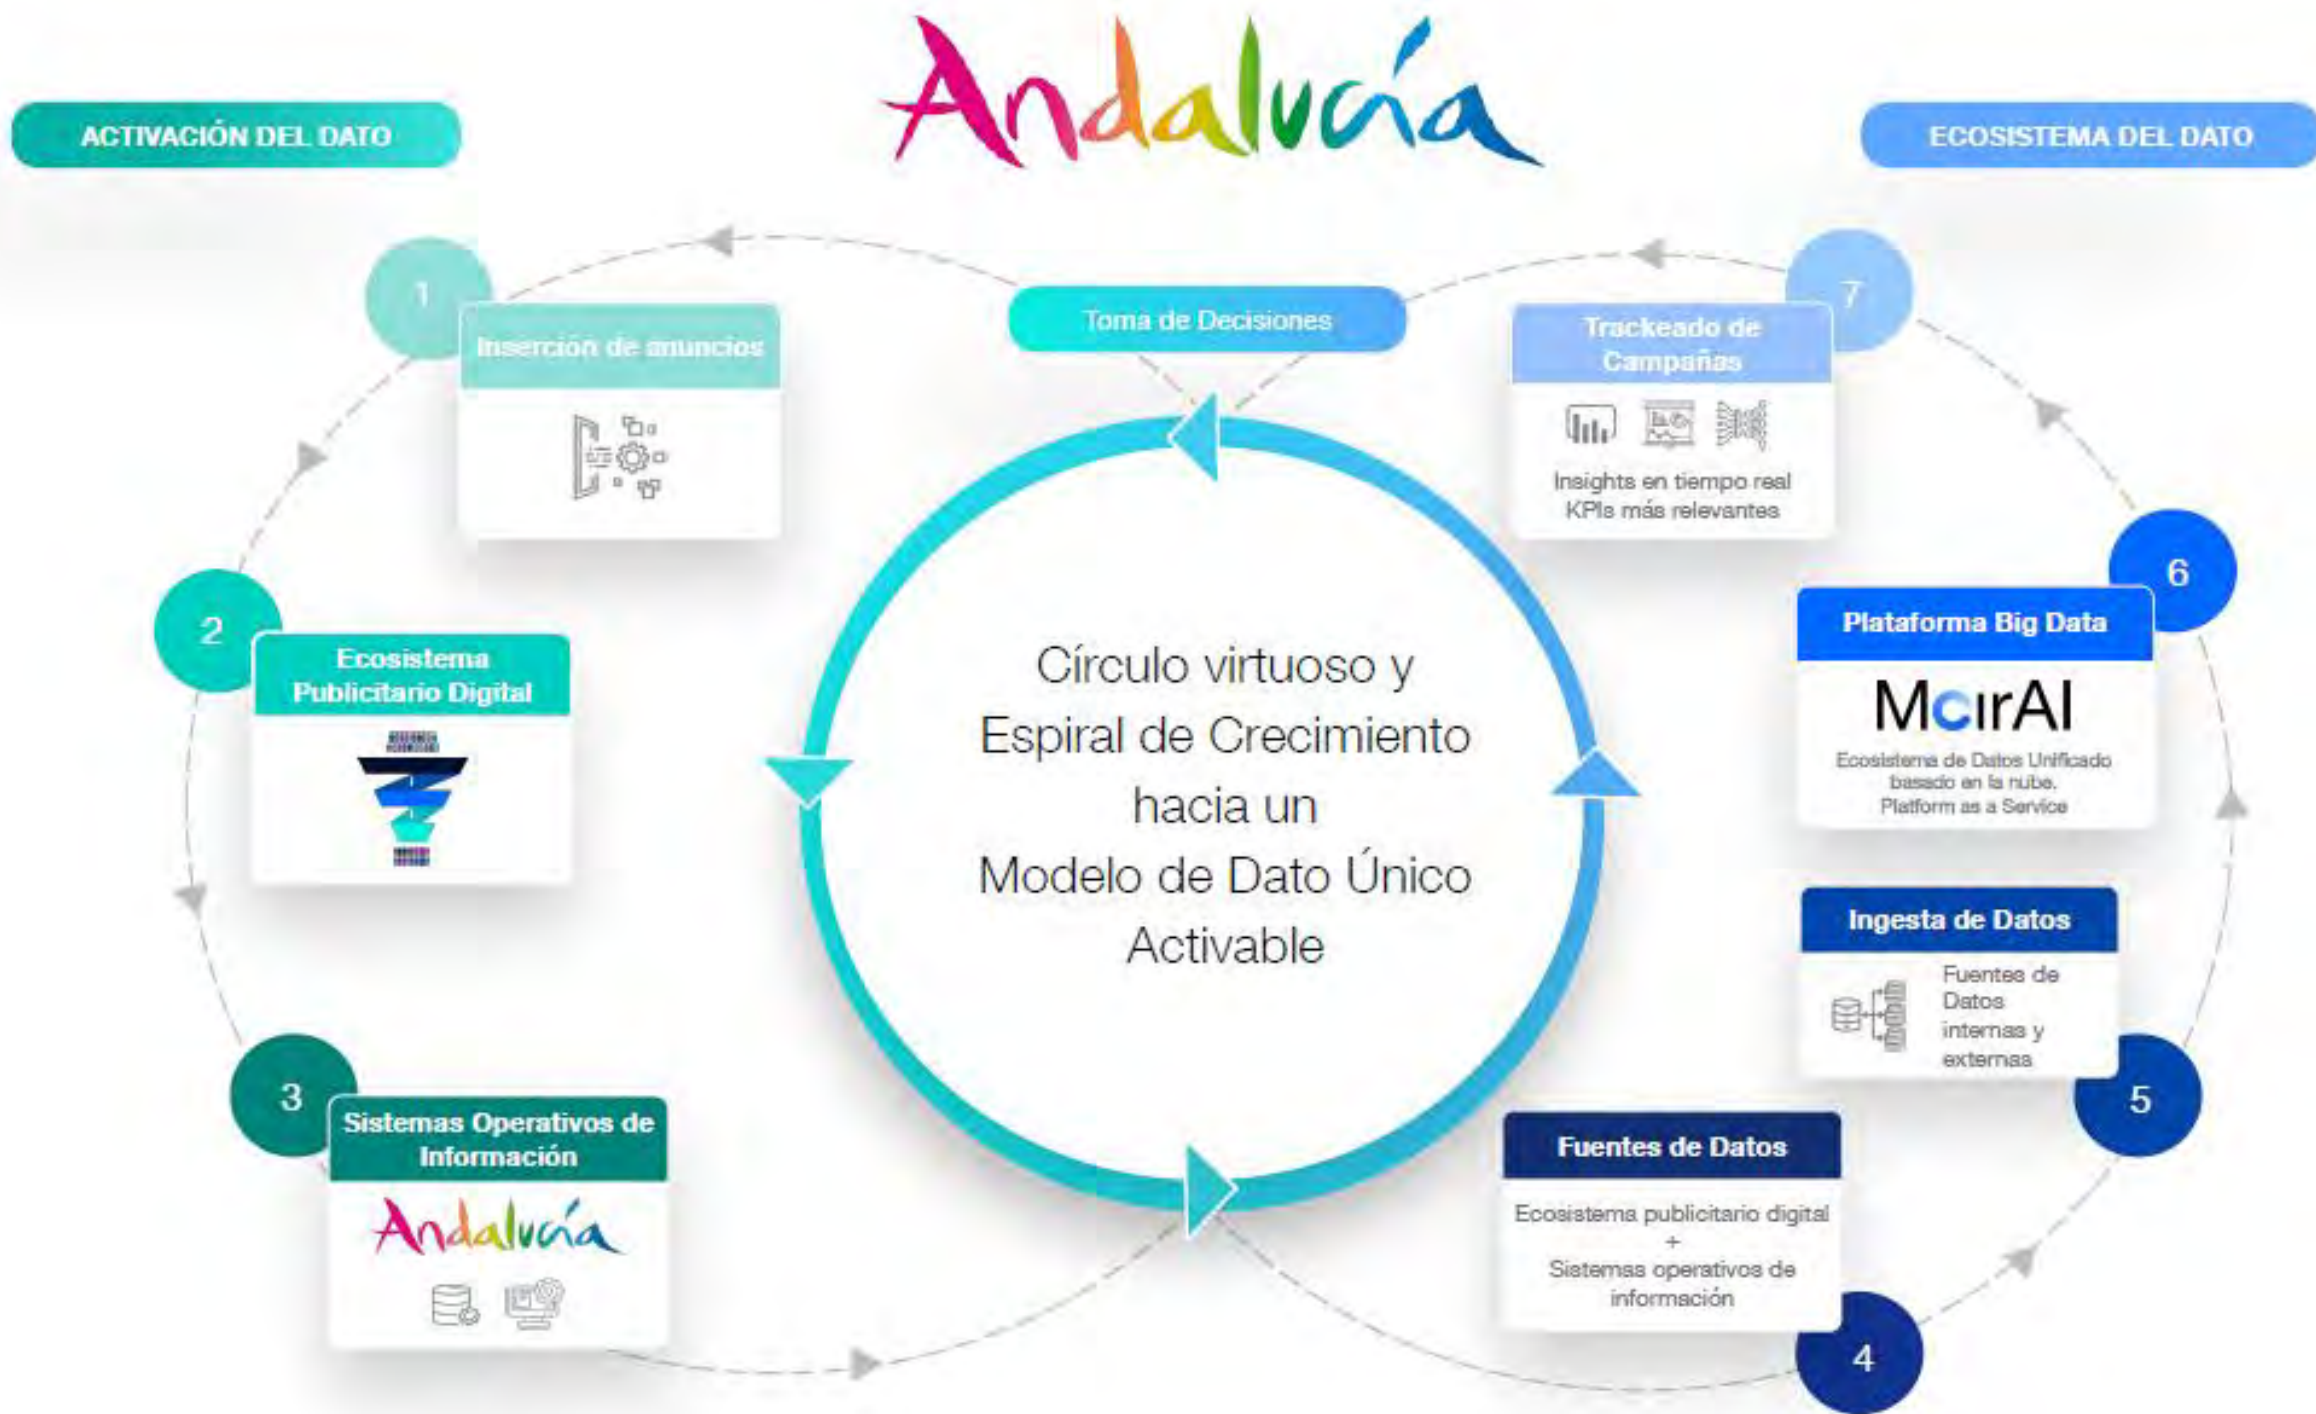 Andalucía
ACTIVACIÓN DEL DATO
ECOSISTEMA DEL DATO
Toma de Decisiones
1
Inserción de anuncios
2
Ecosistema
Publicitario Digital
3
Sistemas Operativos de
Información
Andalucía
Círculo virtuoso y
Espiral de Crecimiento
hacia un
Modelo de Dato Único
Activable
4
Fuentes de Datos
Ecosistema publicitario digital
+
Sistemas operativos de
información
5
Ingesta de Datos
Fuentes de
Datos
internas y
externas
6
Plataforma Big Data
MoirAI
Ecosistema de Datos Unificado
basado en la nube.
Platform as a Service
7
Trackeado de
Campañas
Insights en tiempo real
KPIs más relevantes